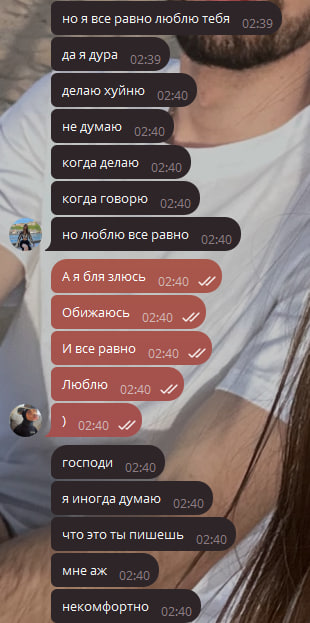 но я все равно люблю тебя 02:39
да я дура 02:39
делаю хуйню 02:40
не думаю 02:40
когда делаю 02:40
когда говорю 02:40
но люблю все равно 02:40
А я бля злюсь 02:40
Обижаюсь 02:40
И все равно 02:40
Люблю 02:40
) 02:40
господи 02:40
я иногда думаю 02:40
что это ты пишешь 02:40
мне аж 02:40
некомфортно 02:40